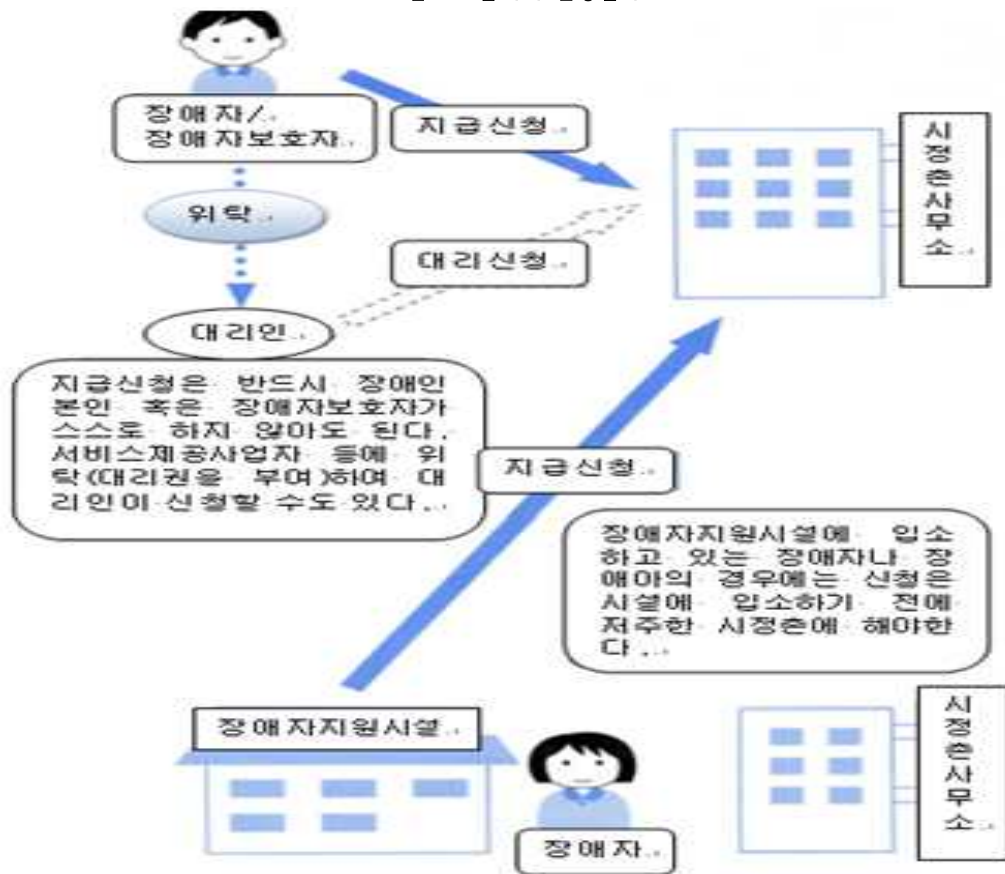 장애자/
장애자보호자
지급신청
시정촌사무소
위탁
대리신청
대리인
지급신청은 반드시 장애인
본인 혹은 장애자보호자가
스스로 하지 않아도 된다.
서비스제공사업자 등에 위
탁(대리권을 부여)하여 대
리인이 신청할 수도 있다.
지급신청
장애자지원시설에 입소
하고 있는 장애자나 장
애아의 경우에는 신청은
시설에 입소하기 전에
저주한 시정촌에 해야한
다.
장애자지원시설
시정촌사무소
장애자